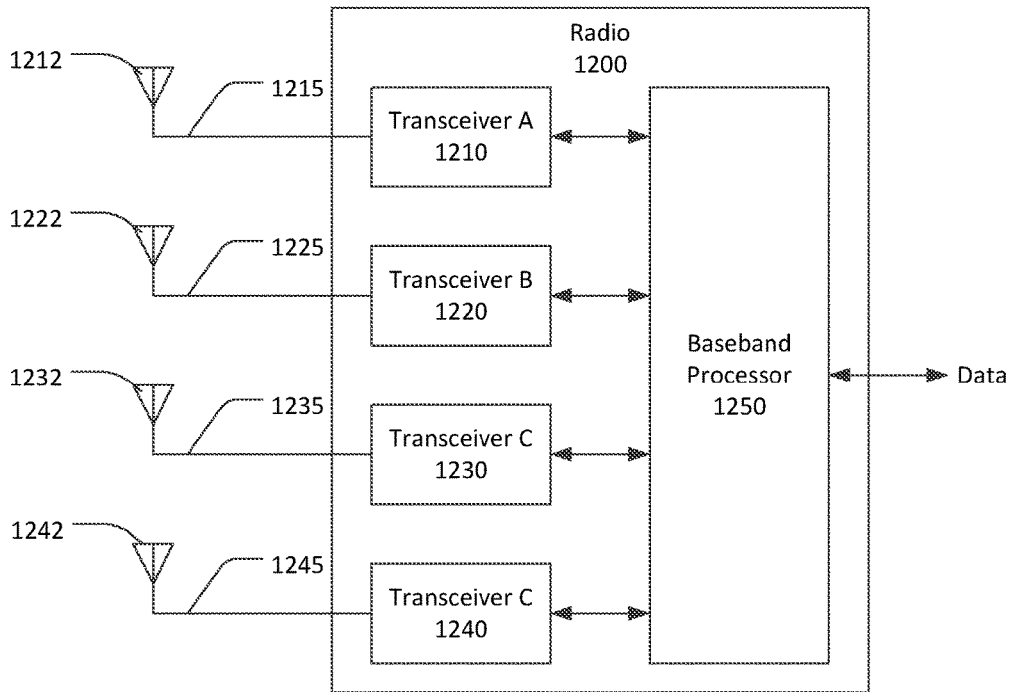 Radio
1200
1212
1215
Transceiver A
1210
1222
1225
Transceiver B
1220
1232
1235
Transceiver C
1230
1242
1245
Transceiver C
1240
Baseband
Processor
1250
Data